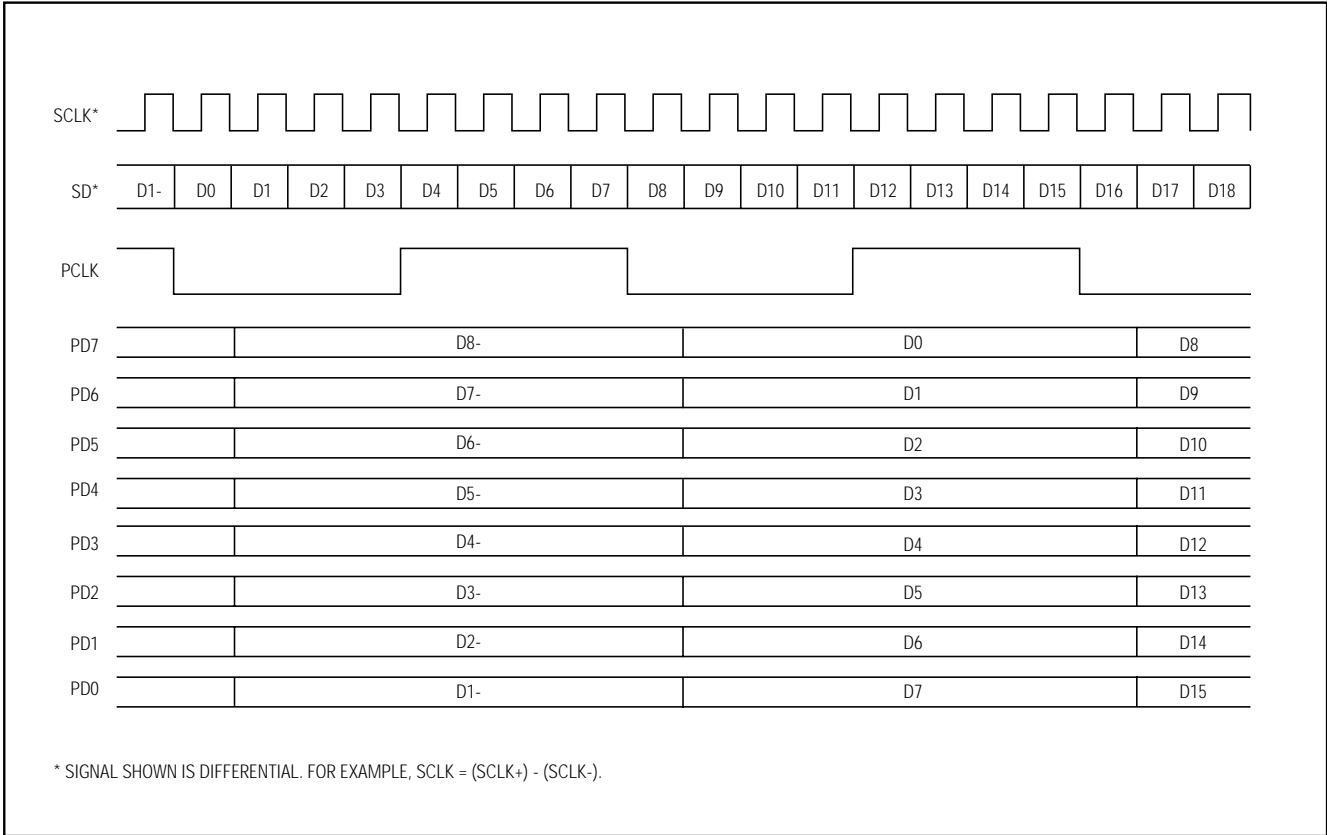 SCLK*
SD* D1- D0 D1 D2 D3 D4 D5 D6 D7 D8 D9 D10 D11 D12 D13 D14 D15 D16 D17 D18
PCLK
PD7 D8- D0 D8
PD6 D7- D1 D9
PD5 D6- D2 D10
PD4 D5- D3 D11
PD3 D4- D4 D12
PD2 D3- D5 D13
PD1 D2- D6 D14
PD0 D1- D7 D15
* SIGNAL SHOWN IS DIFFERENTIAL. FOR EXAMPLE, SCLK = (SCLK+) - (SCLK-).